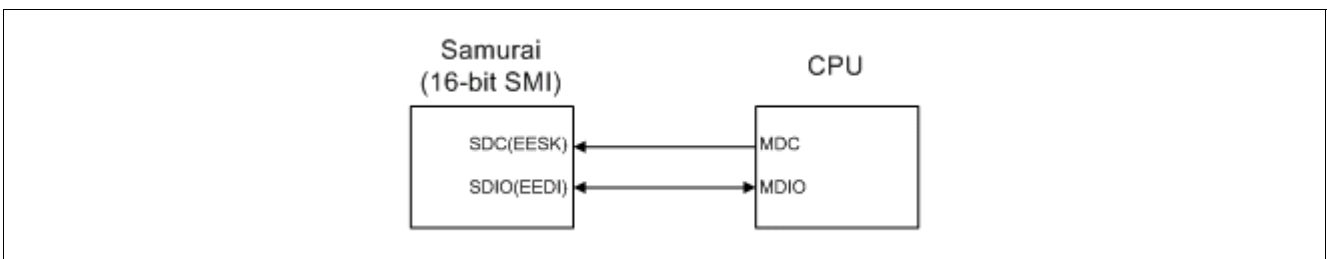 Samurai
(16-bit SMI)
CPU
SDC(EESK)
MDC
SDIO(EEDI)
MDIO